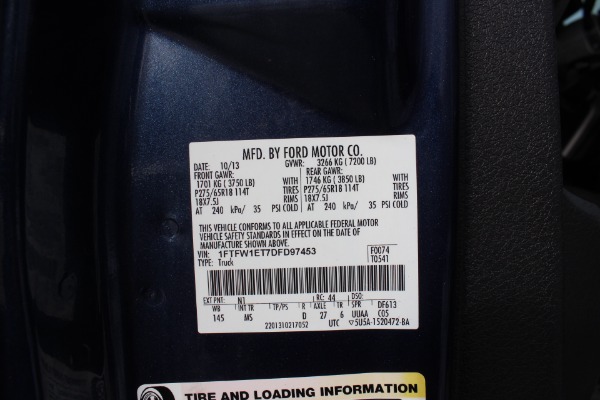 MFD. BY FORD MOTOR CO.
DATE: 10/13 GVWR: 3266 KG (7200 LB)
FRONT GAWR: REAR GAWR:
1701 KG (3750 LB) WITH 1746 KG (3850 LB) WITH
P275/65R18 114T TIRES P275/65R18 114T TIRES
18X7.5J RIMS 18X7.5J RIMS
AT 240 kPa/ 35 PSI COLD AT 240 kPa/ 35 PSI COLD
THIS VEHICLE CONFORMS TO ALL APPLICABLE FEDERAL MOTOR
VEHICLE SAFETY STANDARDS IN EFFECT ON THE DATE OF
MANUFACTURE SHOWN ABOVE.
VIN: 1FTFW1ET7DFD97453 F0074
TYPE: Truck T0541
EXT PNT: N1 RC: 44 DSO:
WB INT TR TP/PS R AXLE TR SPR DF613
145 MS D 27 6 UUAA C05
2201310217052 UTC ▽5U5A-1520472-BA
TIRE AND LOADING INFORMATION